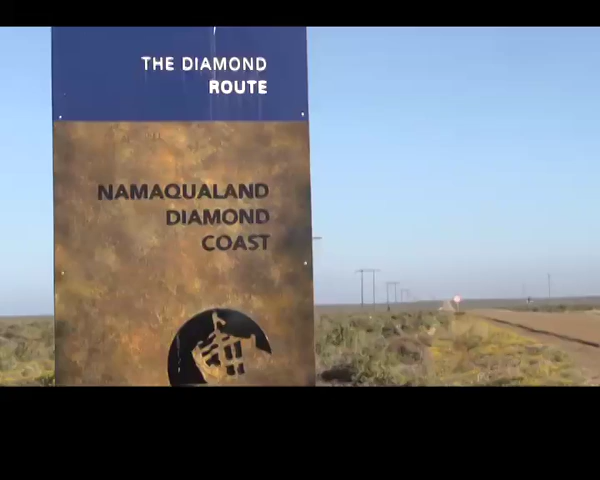 THE DIAMOND
ROUTE
NAMAQUALAND
DIAMOND
COAST